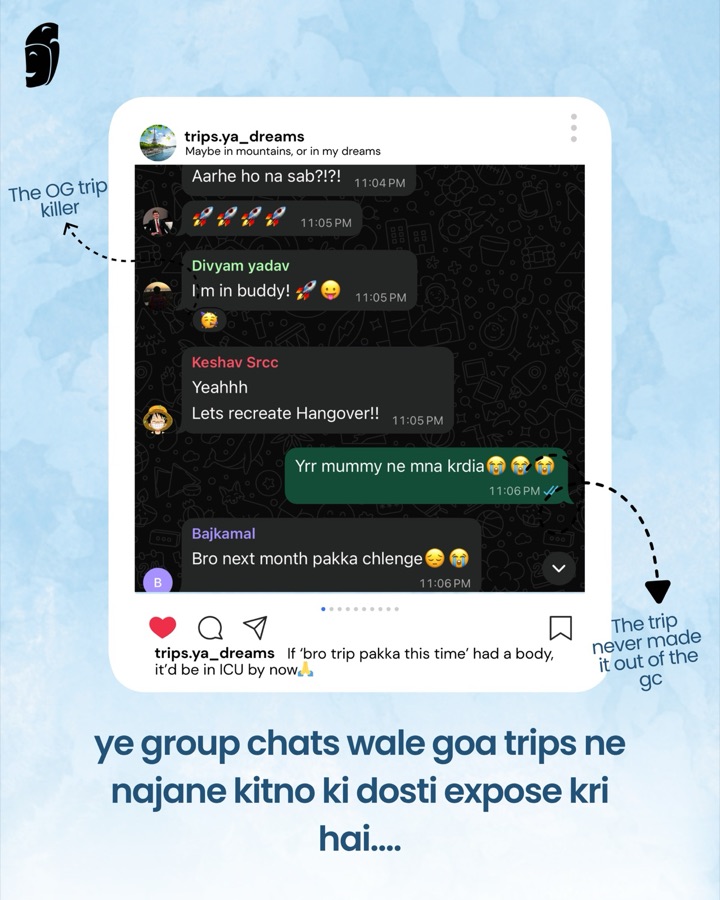 trips.ya_dreams
Maybe in mountains, or in my dreams
The OG trip
killer
Aarhe ho na sab?!?! 11:04 PM
🚀🚀🚀🚀 11:05 PM
Divyam yadav
I'm in buddy! 🚀😛 11:05 PM
🥳
Keshav Srcc
Yeahhh
Lets recreate Hangover!! 11:05 PM
Yrr mummy ne mna krdia😭😭😭
11:06 PM
Bajkamal
Bro next month pakka chlenge😔😭
B
11:06 PM
The trip
never made
it out of the
gc
trips.ya_dreams If ‘bro trip pakka this time’ had a body,
it’d be in ICU by now🙏
ye group chats wale goa trips ne
najane kitno ki dosti expose kri
hai....